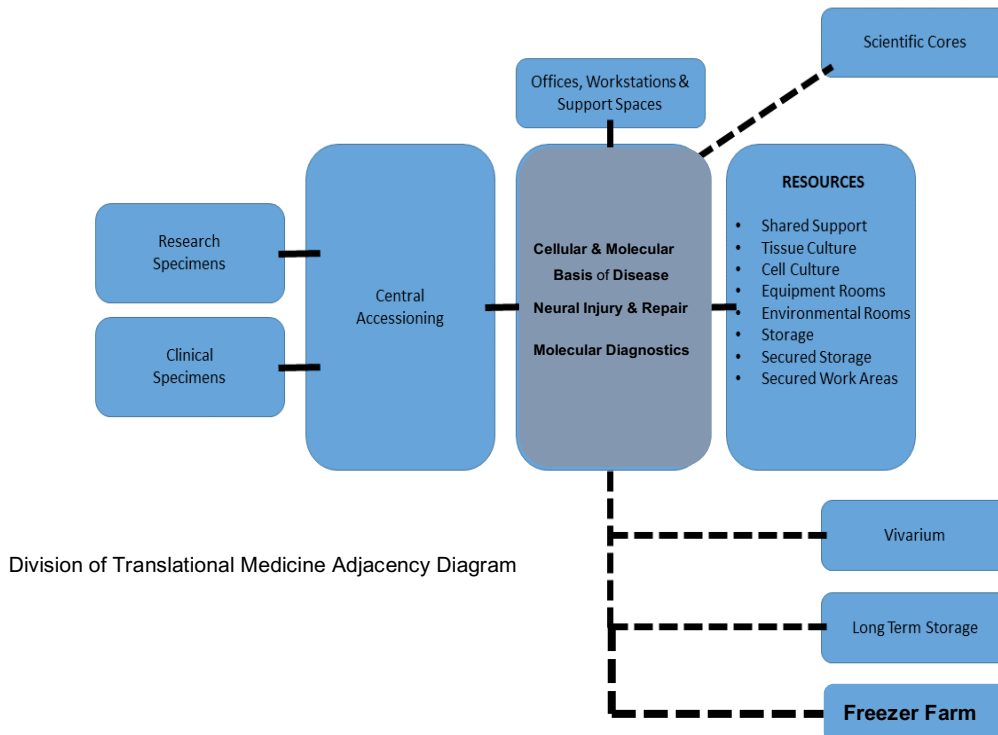 Scientific Cores
Offices, Workstations &
Support Spaces
Research
Specimens
Clinical
Specimens
Central
Accessioning
Cellular & Molecular
Basis of Disease
Neural Injury & Repair
Molecular Diagnostics
RESOURCES
• Shared Support
• Tissue Culture
• Cell Culture
• Equipment Rooms
• Environmental Rooms
• Storage
• Secured Storage
• Secured Work Areas
Division of Translational Medicine Adjacency Diagram
Vivarium
Long Term Storage
Freezer Farm